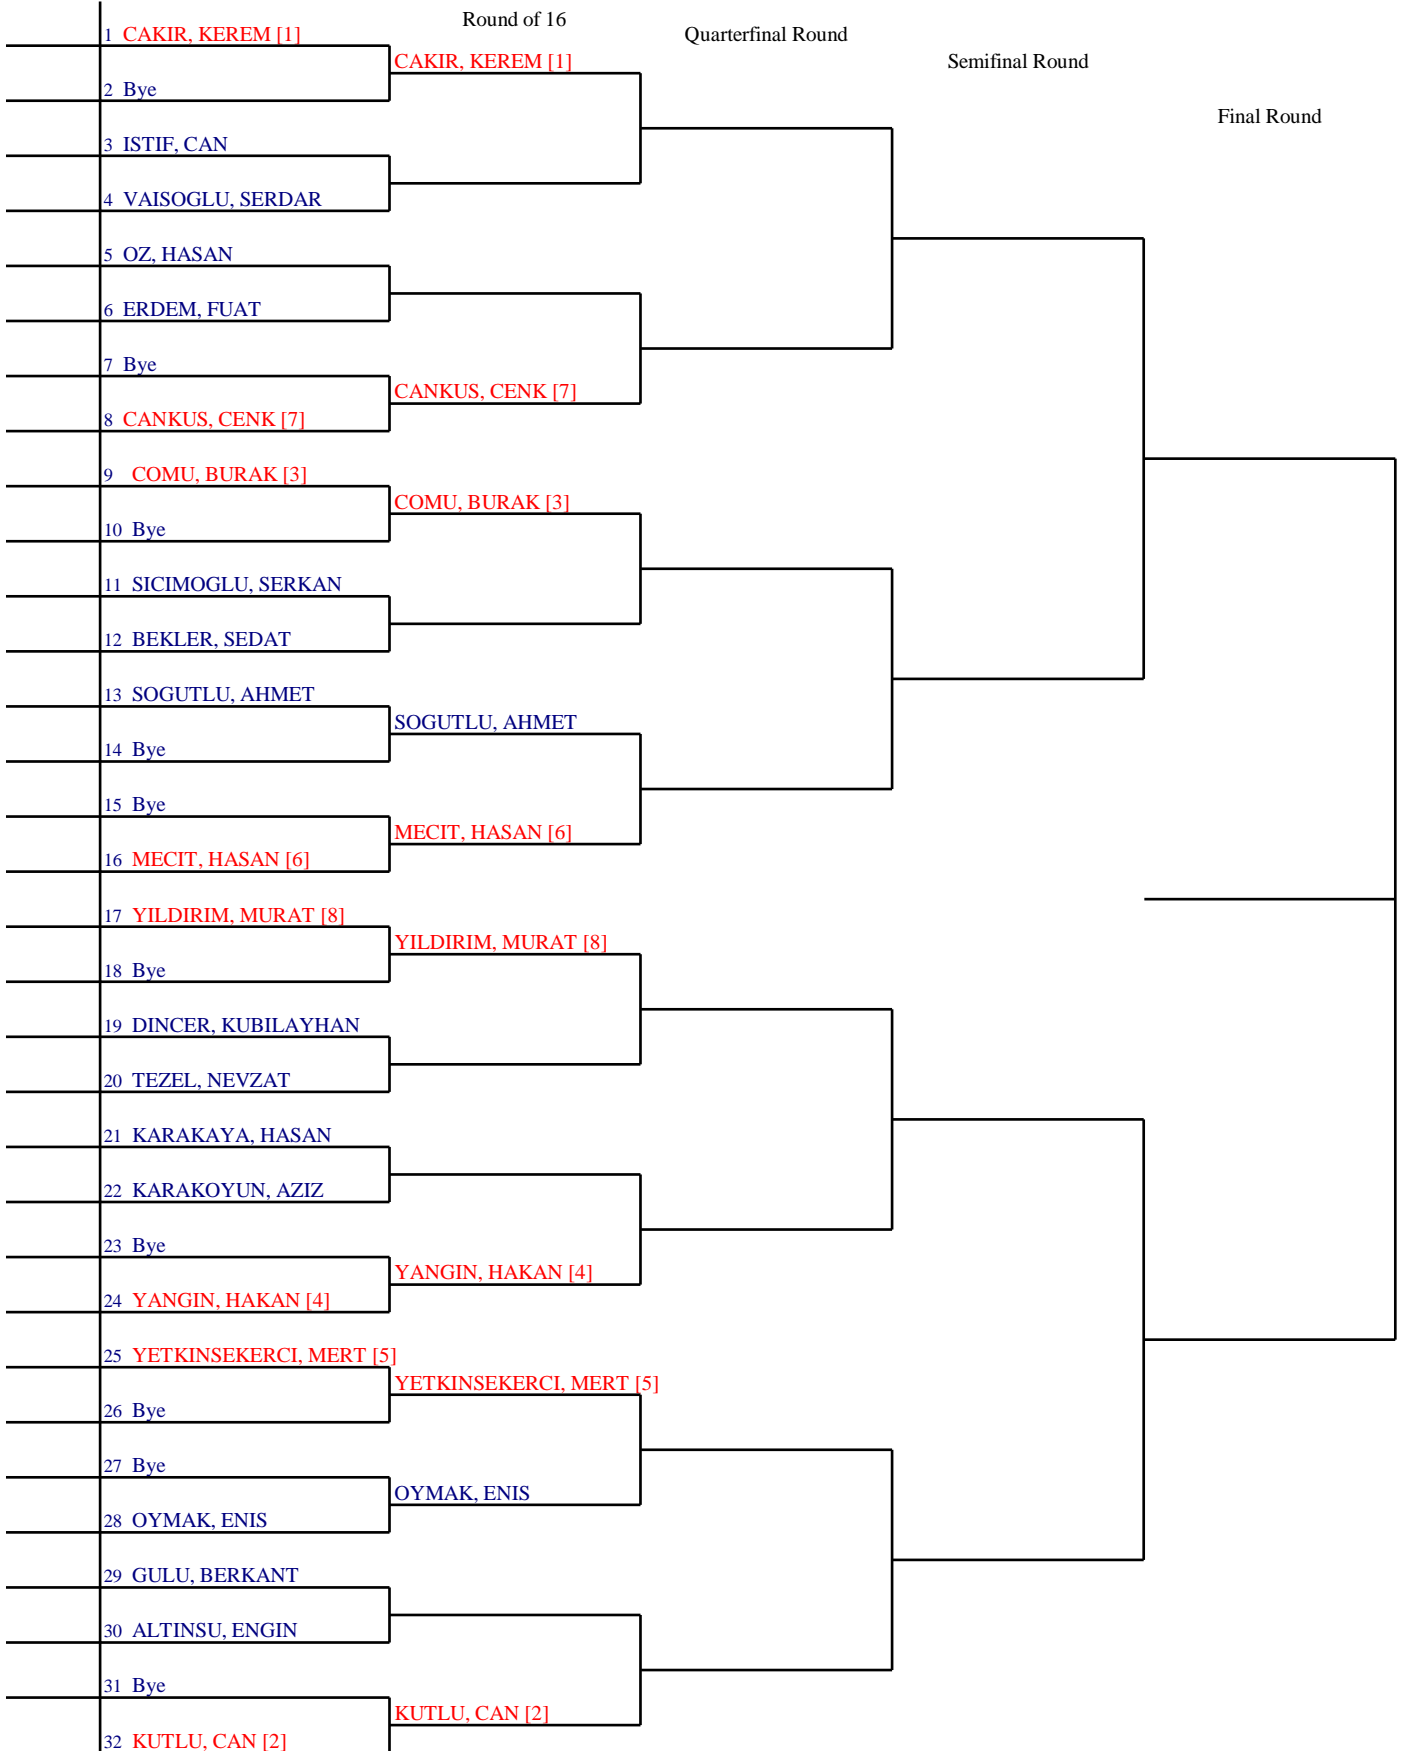 Round of 16
Quarterfinal Round
Semifinal Round
Final Round
1 CAKIR, KEREM [1]
CAKIR, KEREM [1]
2 Bye
3 ISTIF, CAN
4 VAISOGLU, SERDAR
5 OZ, HASAN
6 ERDEM, FUAT
7 Bye
CANKUS, CENK [7]
8 CANKUS, CENK [7]
9 COMU, BURAK [3]
COMU, BURAK [3]
10 Bye
11 SICIMOGLU, SERKAN
12 BEKLER, SEDAT
13 SOGUTLU, AHMET
SOGUTLU, AHMET
14 Bye
15 Bye
MECIT, HASAN [6]
16 MECIT, HASAN [6]
17 YILDIRIM, MURAT [8]
YILDIRIM, MURAT [8]
18 Bye
19 DINCER, KUBILAYHAN
20 TEZEL, NEVZAT
21 KARAKAYA, HASAN
22 KARAKOYUN, AZIZ
23 Bye
YANGIN, HAKAN [4]
24 YANGIN, HAKAN [4]
25 YETKINSEKERCI, MERT [5]
YETKINSEKERCI, MERT [5]
26 Bye
27 Bye
OYMAK, ENIS
28 OYMAK, ENIS
29 GULU, BERKANT
30 ALTINSU, ENGIN
31 Bye
KUTLU, CAN [2]
32 KUTLU, CAN [2]